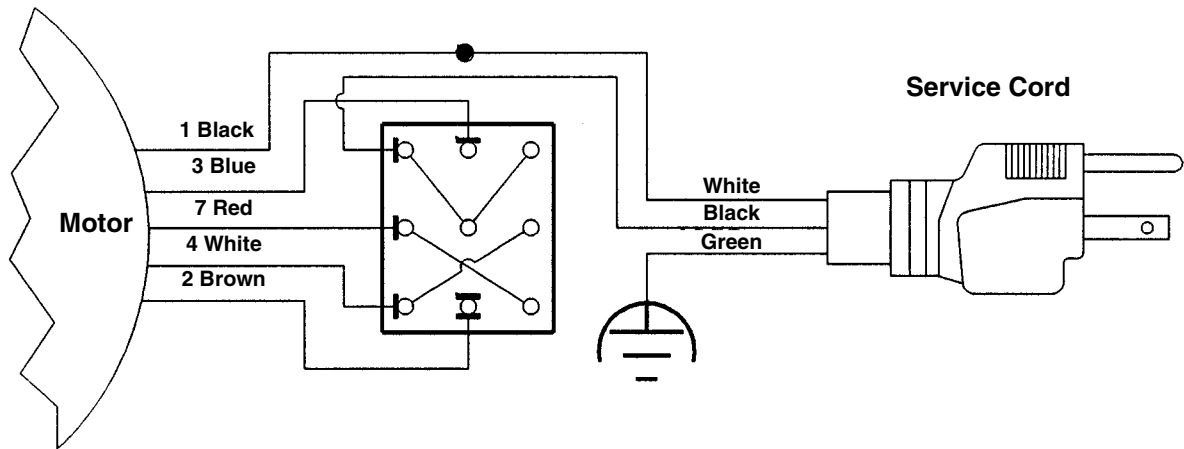 Service Cord
1 Black
3 Blue
7 Red
4 White
2 Brown
Motor
White
Black
Green